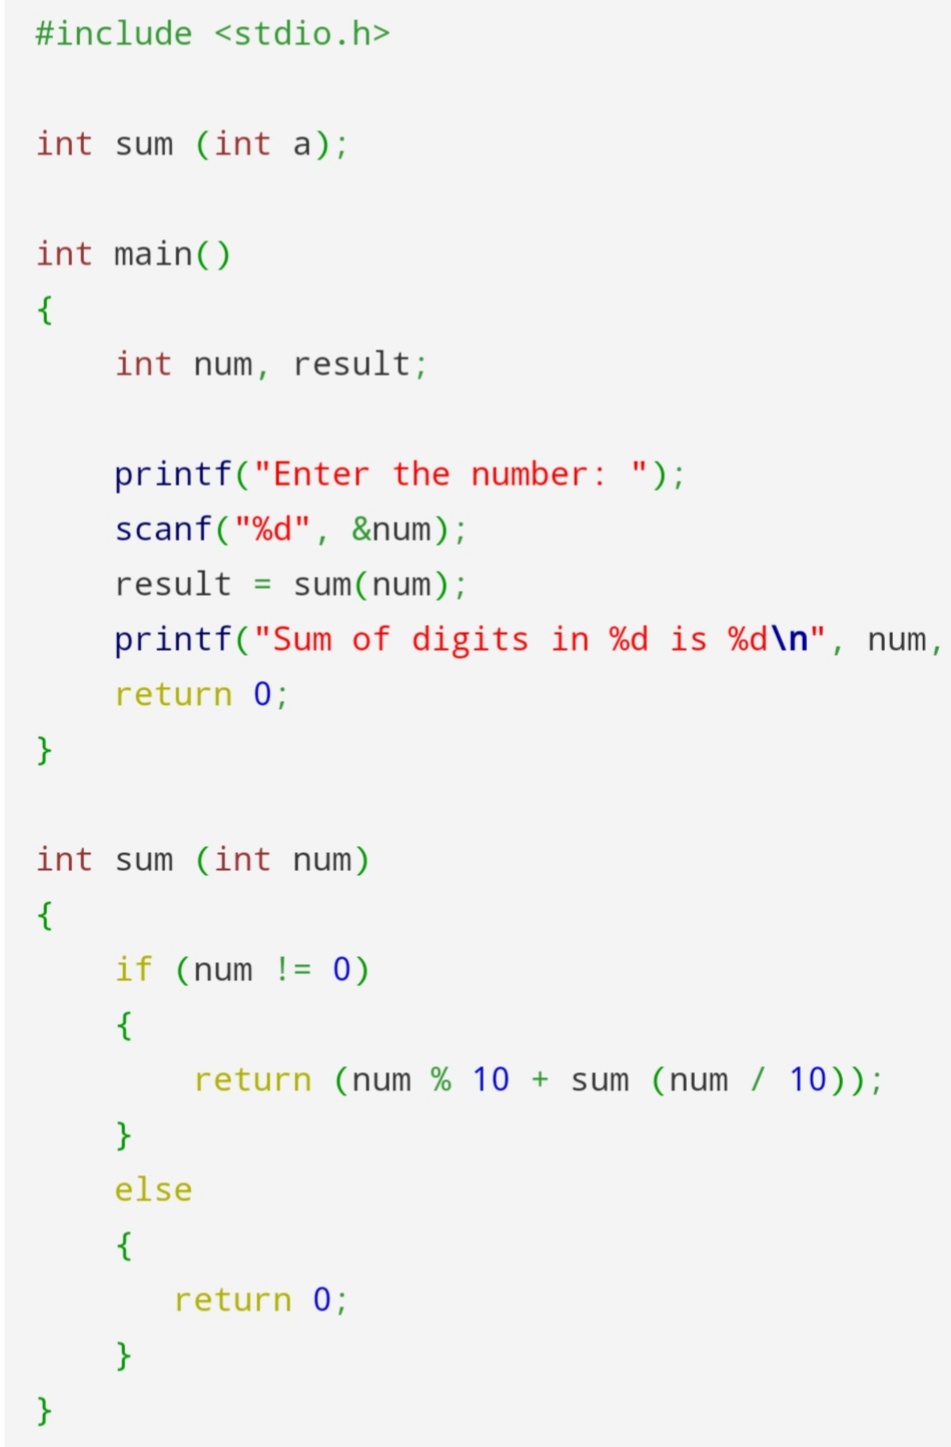 #include <stdio.h>
int sum (int a);
int main()
{
    int num, result;
    printf("Enter the number: ");
    scanf("%d", &num);
    result = sum(num);
    printf("Sum of digits in %d is %d\n", num,
    return 0;
}
int sum (int num)
{
    if (num != 0)
    {
        return (num % 10 + sum (num / 10));
    }
    else
    {
       return 0;
    }
}